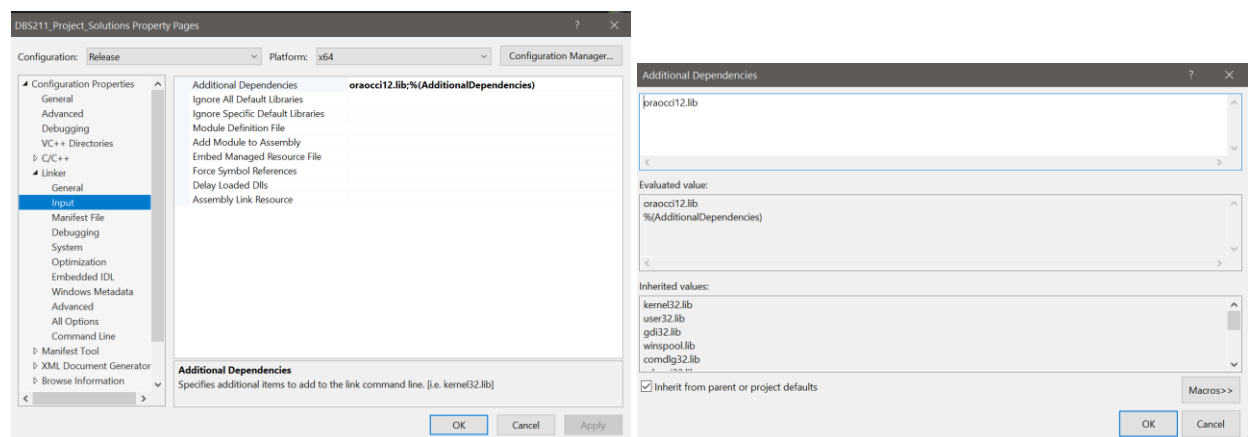 DBS211_Project_Solutions Property Pages
Configuration: Release Platform: x64 Configuration Manager...
Configuration Properties
General
Advanced
Debugging
VC++ Directories
C/C++
Linker
General
Input
Manifest File
Debugging
System
Optimization
Embedded IDL
Windows Metadata
Advanced
All Options
Command Line
Manifest Tool
XML Document Generator
Browse Information
Additional Dependencies oraocci12.lib;%(AdditionalDependencies)
Ignore All Default Libraries
Ignore Specific Default Libraries
Module Definition File
Add Module to Assembly
Embed Managed Resource File
Force Symbol References
Delay Loaded Dlls
Assembly Link Resource
Additional Dependencies
Specifies additional items to add to the link command line. [i.e. kernel32.lib]
OK Cancel Apply
Additional Dependencies
oraocci12.lib
Evaluated value:
oraocci12.lib
%(AdditionalDependencies)
Inherited values:
kernel32.lib
user32.lib
gdi32.lib
winspool.lib
comdlg32.lib
Inherit from parent or project defaults
Macros>>
OK Cancel